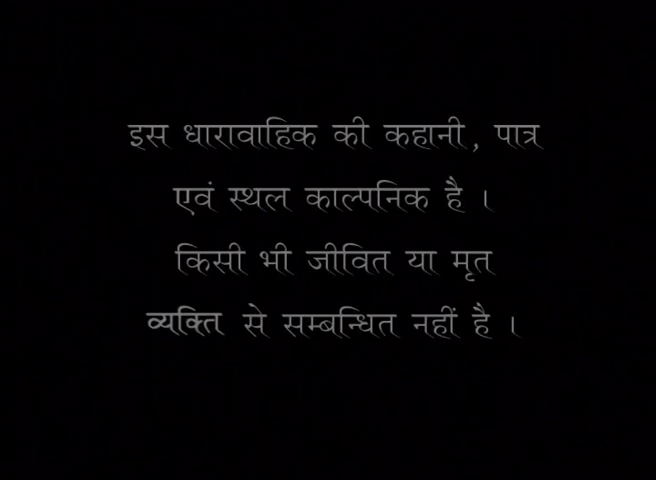 इस धारावाहिक की कहानी, पात्र
एवं स्थल काल्पनिक है ।
किसी भी जीवित या मृत
व्यक्ति से सम्बन्धित नहीं है ।